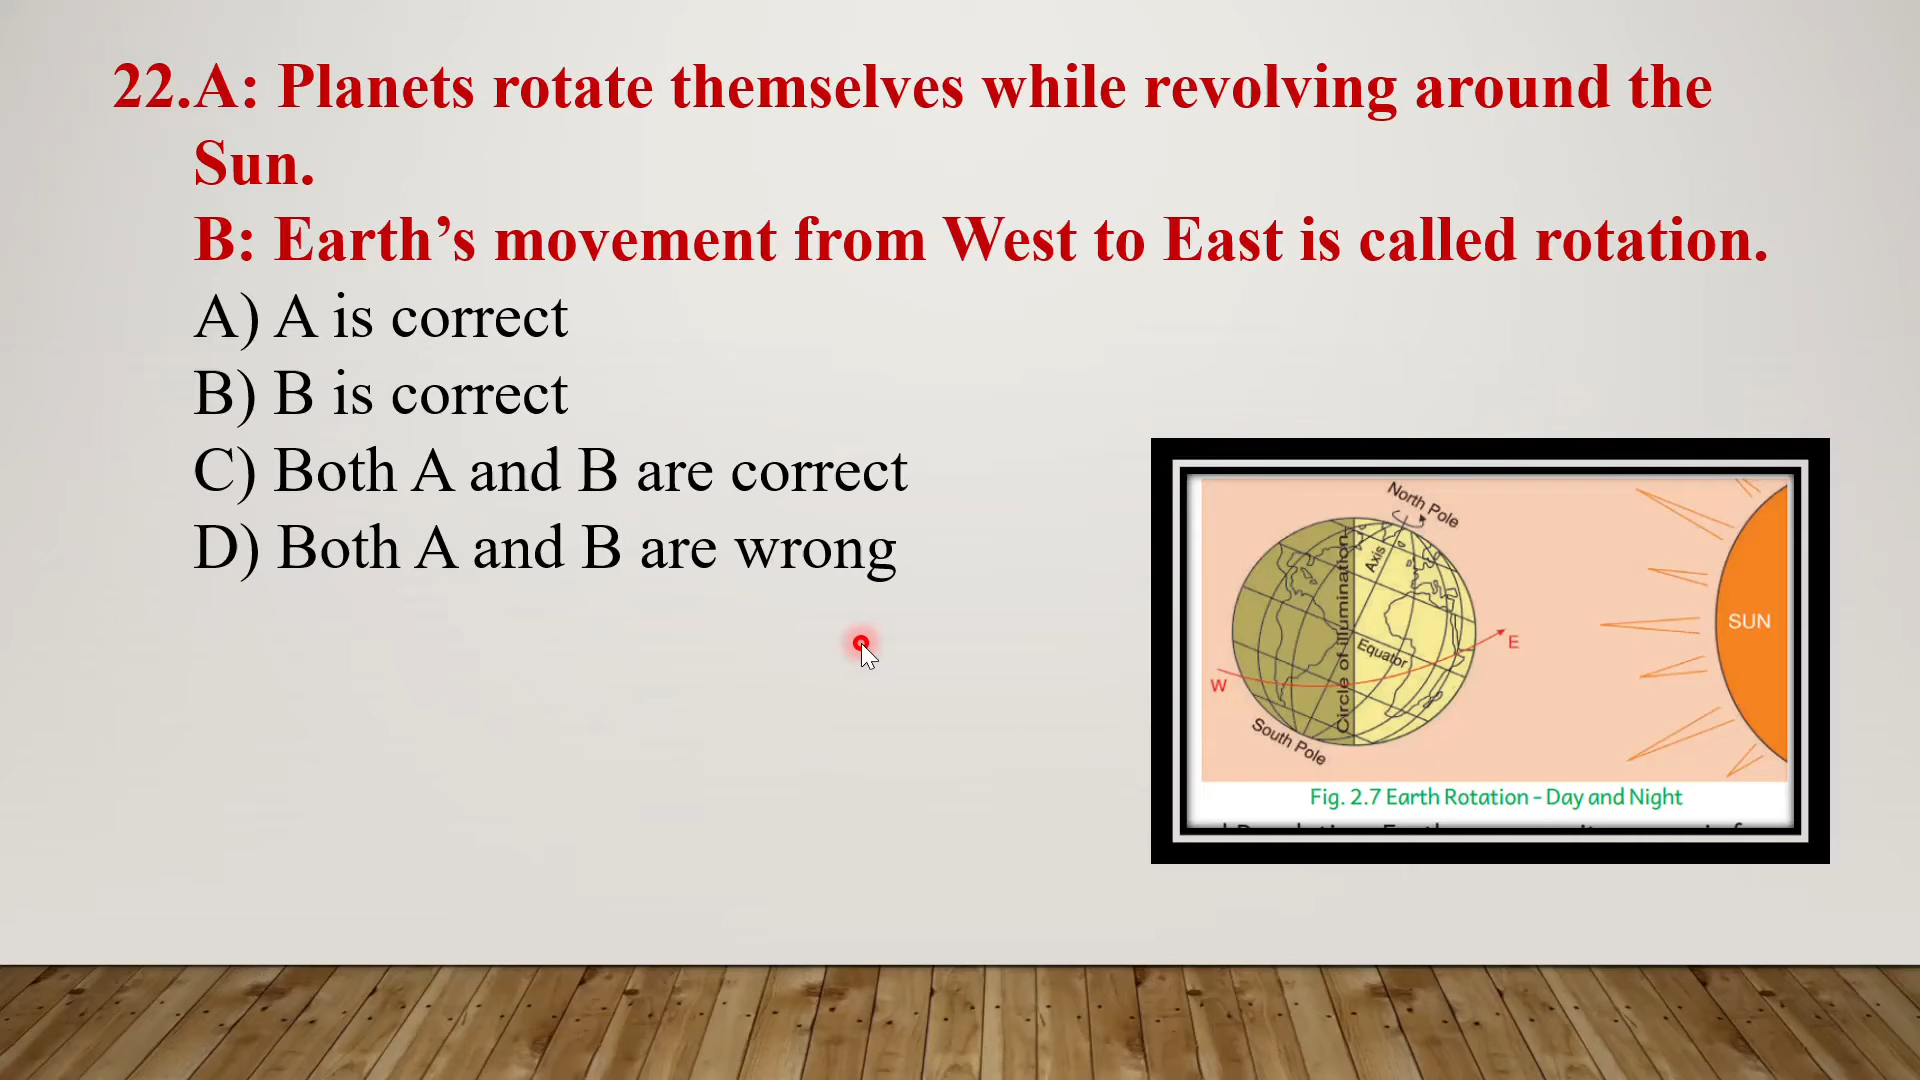 22.A: Planets rotate themselves while revolving around the
Sun.
B: Earth’s movement from West to East is called rotation.
A) A is correct
B) B is correct
C) Both A and B are correct
D) Both A and B are wrong
North Pole
Axis
Circle of illumination
Equator
W
E
South Pole
SUN
Fig. 2.7 Earth Rotation - Day and Night